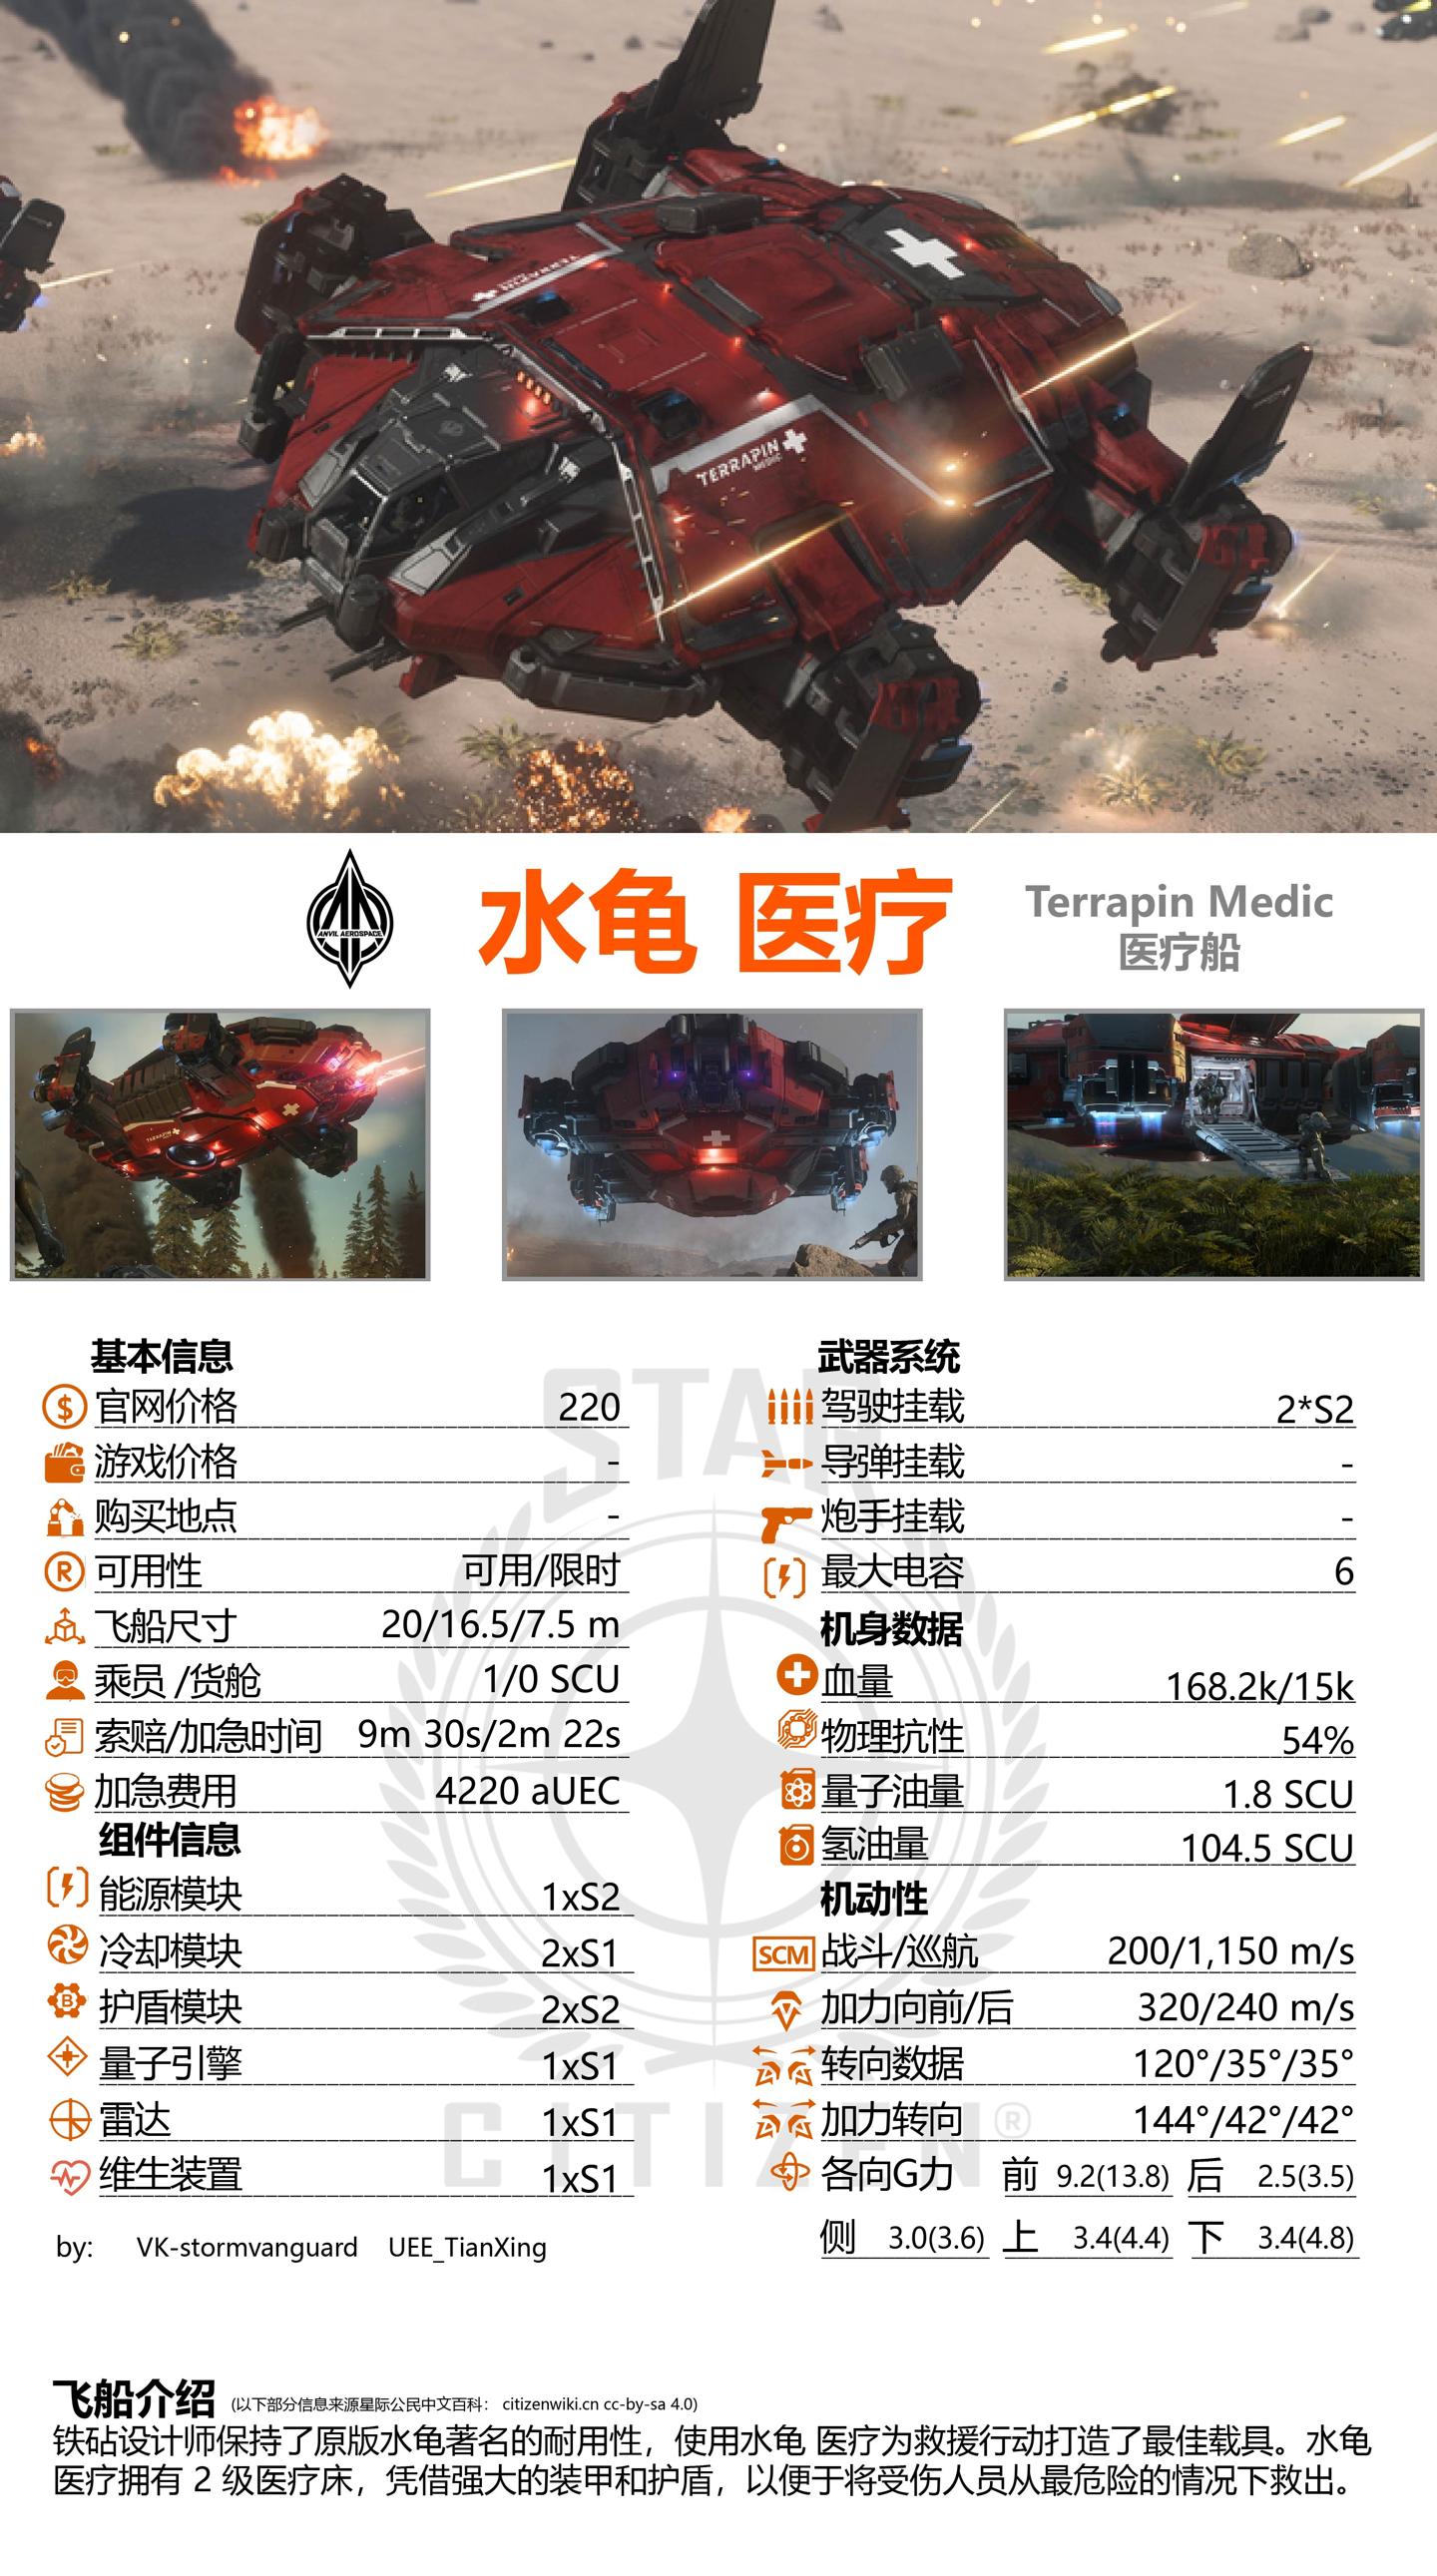 TERRAPIN
MEDIC
TERRAPIN
MEDIC
ANVIL AEROSPACE
水龟 医疗
Terrapin Medic
医疗船
TERRAPIN
STAR
CITIZEN®
基本信息
官网价格 220
游戏价格 -
购买地点 -
可用性 可用/限时
飞船尺寸 20/16.5/7.5 m
乘员 /货舱 1/0 SCU
索赔/加急时间 9m 30s/2m 22s
加急费用 4220 aUEC
组件信息
能源模块 1xS2
冷却模块 2xS1
护盾模块 2xS2
量子引擎 1xS1
雷达 1xS1
维生装置 1xS1
by: VK-stormvanguard UEE_TianXing
武器系统
驾驶挂载 2*S2
导弹挂载 -
炮手挂载 -
最大电容 6
机身数据
血量 168.2k/15k
物理抗性 54%
量子油量 1.8 SCU
氢油量 104.5 SCU
机动性
SCM 战斗/巡航 200/1,150 m/s
加力向前/后 320/240 m/s
转向数据 120°/35°/35°
加力转向 144°/42°/42°
各向G力 前 9.2(13.8) 后 2.5(3.5)
侧 3.0(3.6) 上 3.4(4.4) 下 3.4(4.8)
飞船介绍 (以下部分信息来源星际公民中文百科： citizenwiki.cn cc-by-sa 4.0)
铁砧设计师保持了原版水龟著名的耐用性，使用水龟 医疗为救援行动打造了最佳载具。水龟
医疗拥有 2 级医疗床，凭借强大的装甲和护盾，以便于将受伤人员从最危险的情况下救出。